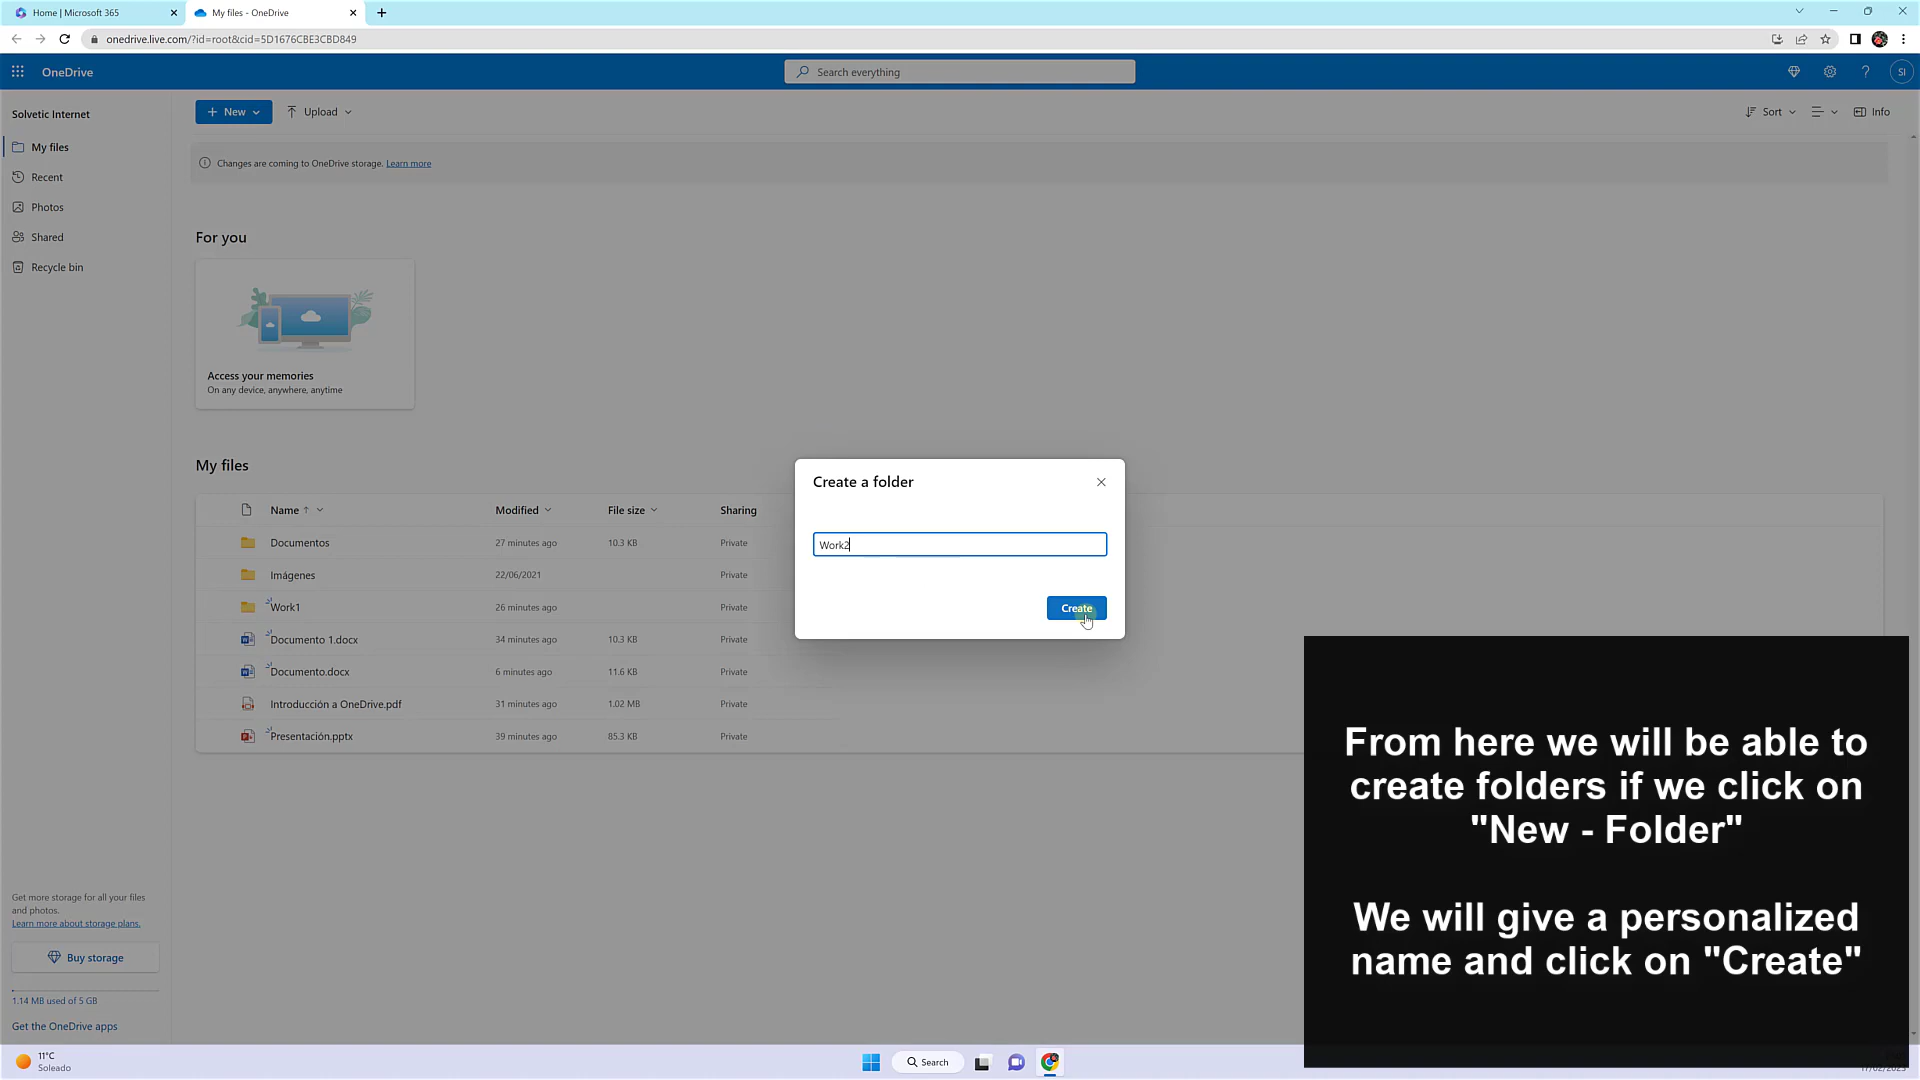 Home | Microsoft 365
My files - OneDrive
onedrive.live.com/?id=root&cid=5D1676CBE3CBD849
OneDrive
Search everything
SI
Solvetic Internet
New
Upload
Sort
Info
My files
Recent
Photos
Shared
Recycle bin
Changes are coming to OneDrive storage. Learn more
For you
Access your memories
On any device, anywhere, anytime
My files
Name Modified File size Sharing
Documentos 27 minutes ago 10.3 KB Private
Imágenes 22/06/2021 Private
Work1 26 minutes ago Private
Documento 1.docx 34 minutes ago 10.3 KB Private
Documento.docx 6 minutes ago 11.6 KB Private
Introducción a OneDrive.pdf 31 minutes ago 1.02 MB Private
Presentación.pptx 39 minutes ago 85.3 KB Private
Create a folder
Work2
Create
From here we will be able to
create folders if we click on
"New - Folder"
We will give a personalized
name and click on "Create"
Get more storage for all your files
and photos.
Learn more about storage plans.
Buy storage
1.14 MB used of 5 GB
Get the OneDrive apps
11°C
Soleado
Search